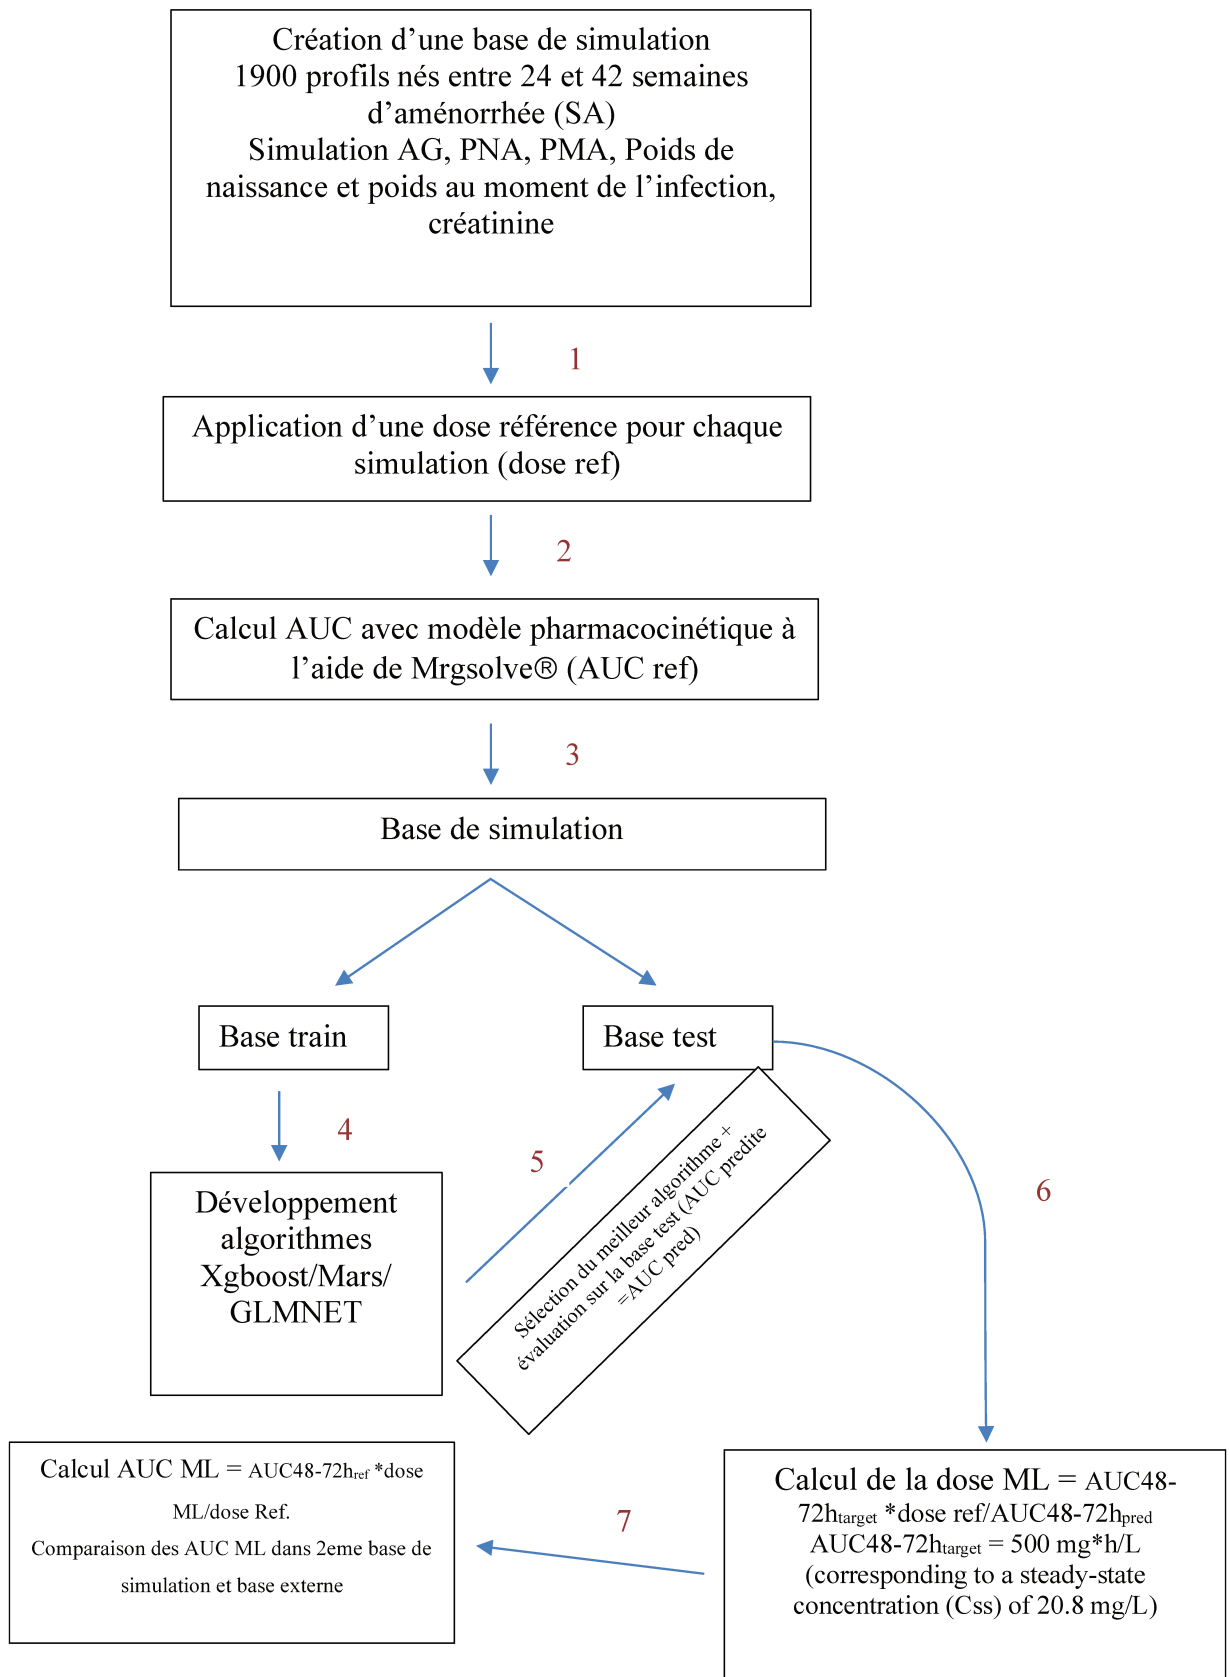 Création d’une base de simulation
1900 profils nés entre 24 et 42 semaines
d’aménorrhée (SA)
Simulation AG, PNA, PMA, Poids de
naissance et poids au moment de l’infection,
créatinine
1
Application d’une dose référence pour chaque
simulation (dose ref)
2
Calcul AUC avec modèle pharmacocinétique à
l’aide de Mrgsolve® (AUC ref)
3
Base de simulation
Base train
Base test
4
Développement
algorithmes
Xgboost/Mars/
GLMNET
5
Sélection du meilleur algorithme +
évaluation sur la base test (AUC predite
=AUC pred)
6
Calcul de la dose ML = AUC48-
72htarget *dose ref/AUC48-72hpred
AUC48-72htarget = 500 mg*h/L
(corresponding to a steady-state
concentration (Css) of 20.8 mg/L)
7
Calcul AUC ML = AUC48-72href *dose
ML/dose Ref.
Comparaison des AUC ML dans 2eme base de
simulation et base externe